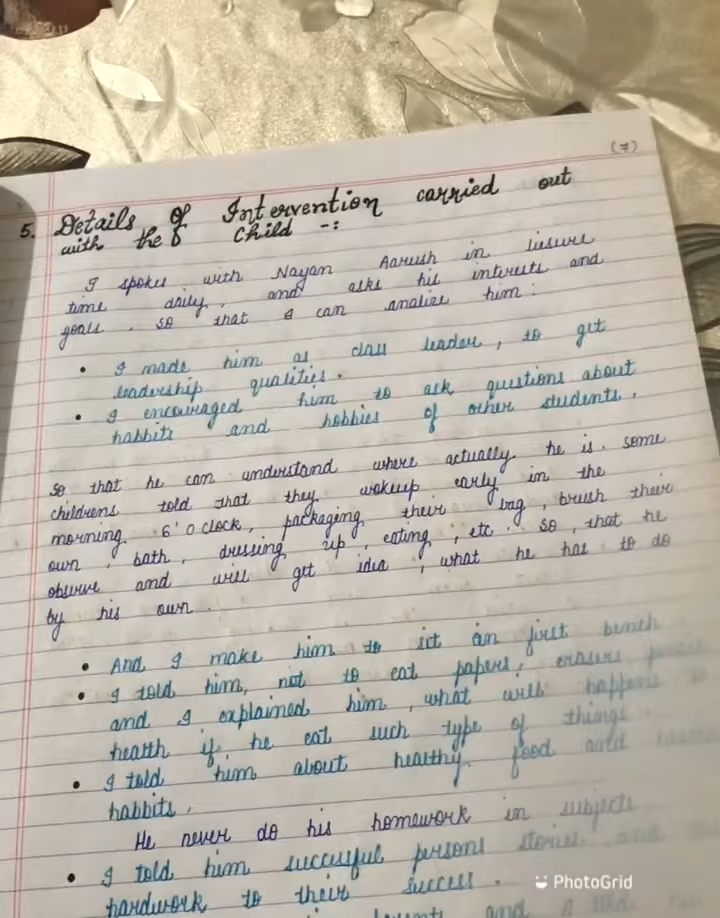 (7)
5. Details of Intervention carried out
with the Child -:
I spoke with Nayan Aarush in liesure
time daily, and asks his interests and
goals. so that I can analize him.
• I made him as class leader, to get
leadership qualities.
• I encouraged him to ask questions about
habbits and hobbies of other students.
so that he can understand where actually he is. some
childrens told that they wakeup early in the
morning 6'0 clock, packaging their bag, brush their
own, bath, dressing up, eating, etc. so, that he
observe and will get idea, what he has to do
by his own.
• And I make him to sit in first bench
• I told him, not to eat papers, erasers
and I explained him, what will happens
health if he eat such type of things.
• I told him about healthy food and
habbits,
He never do his homework in subjects
• I told him successful persons stories and
hardwork to their success.
and I told
PhotoGrid